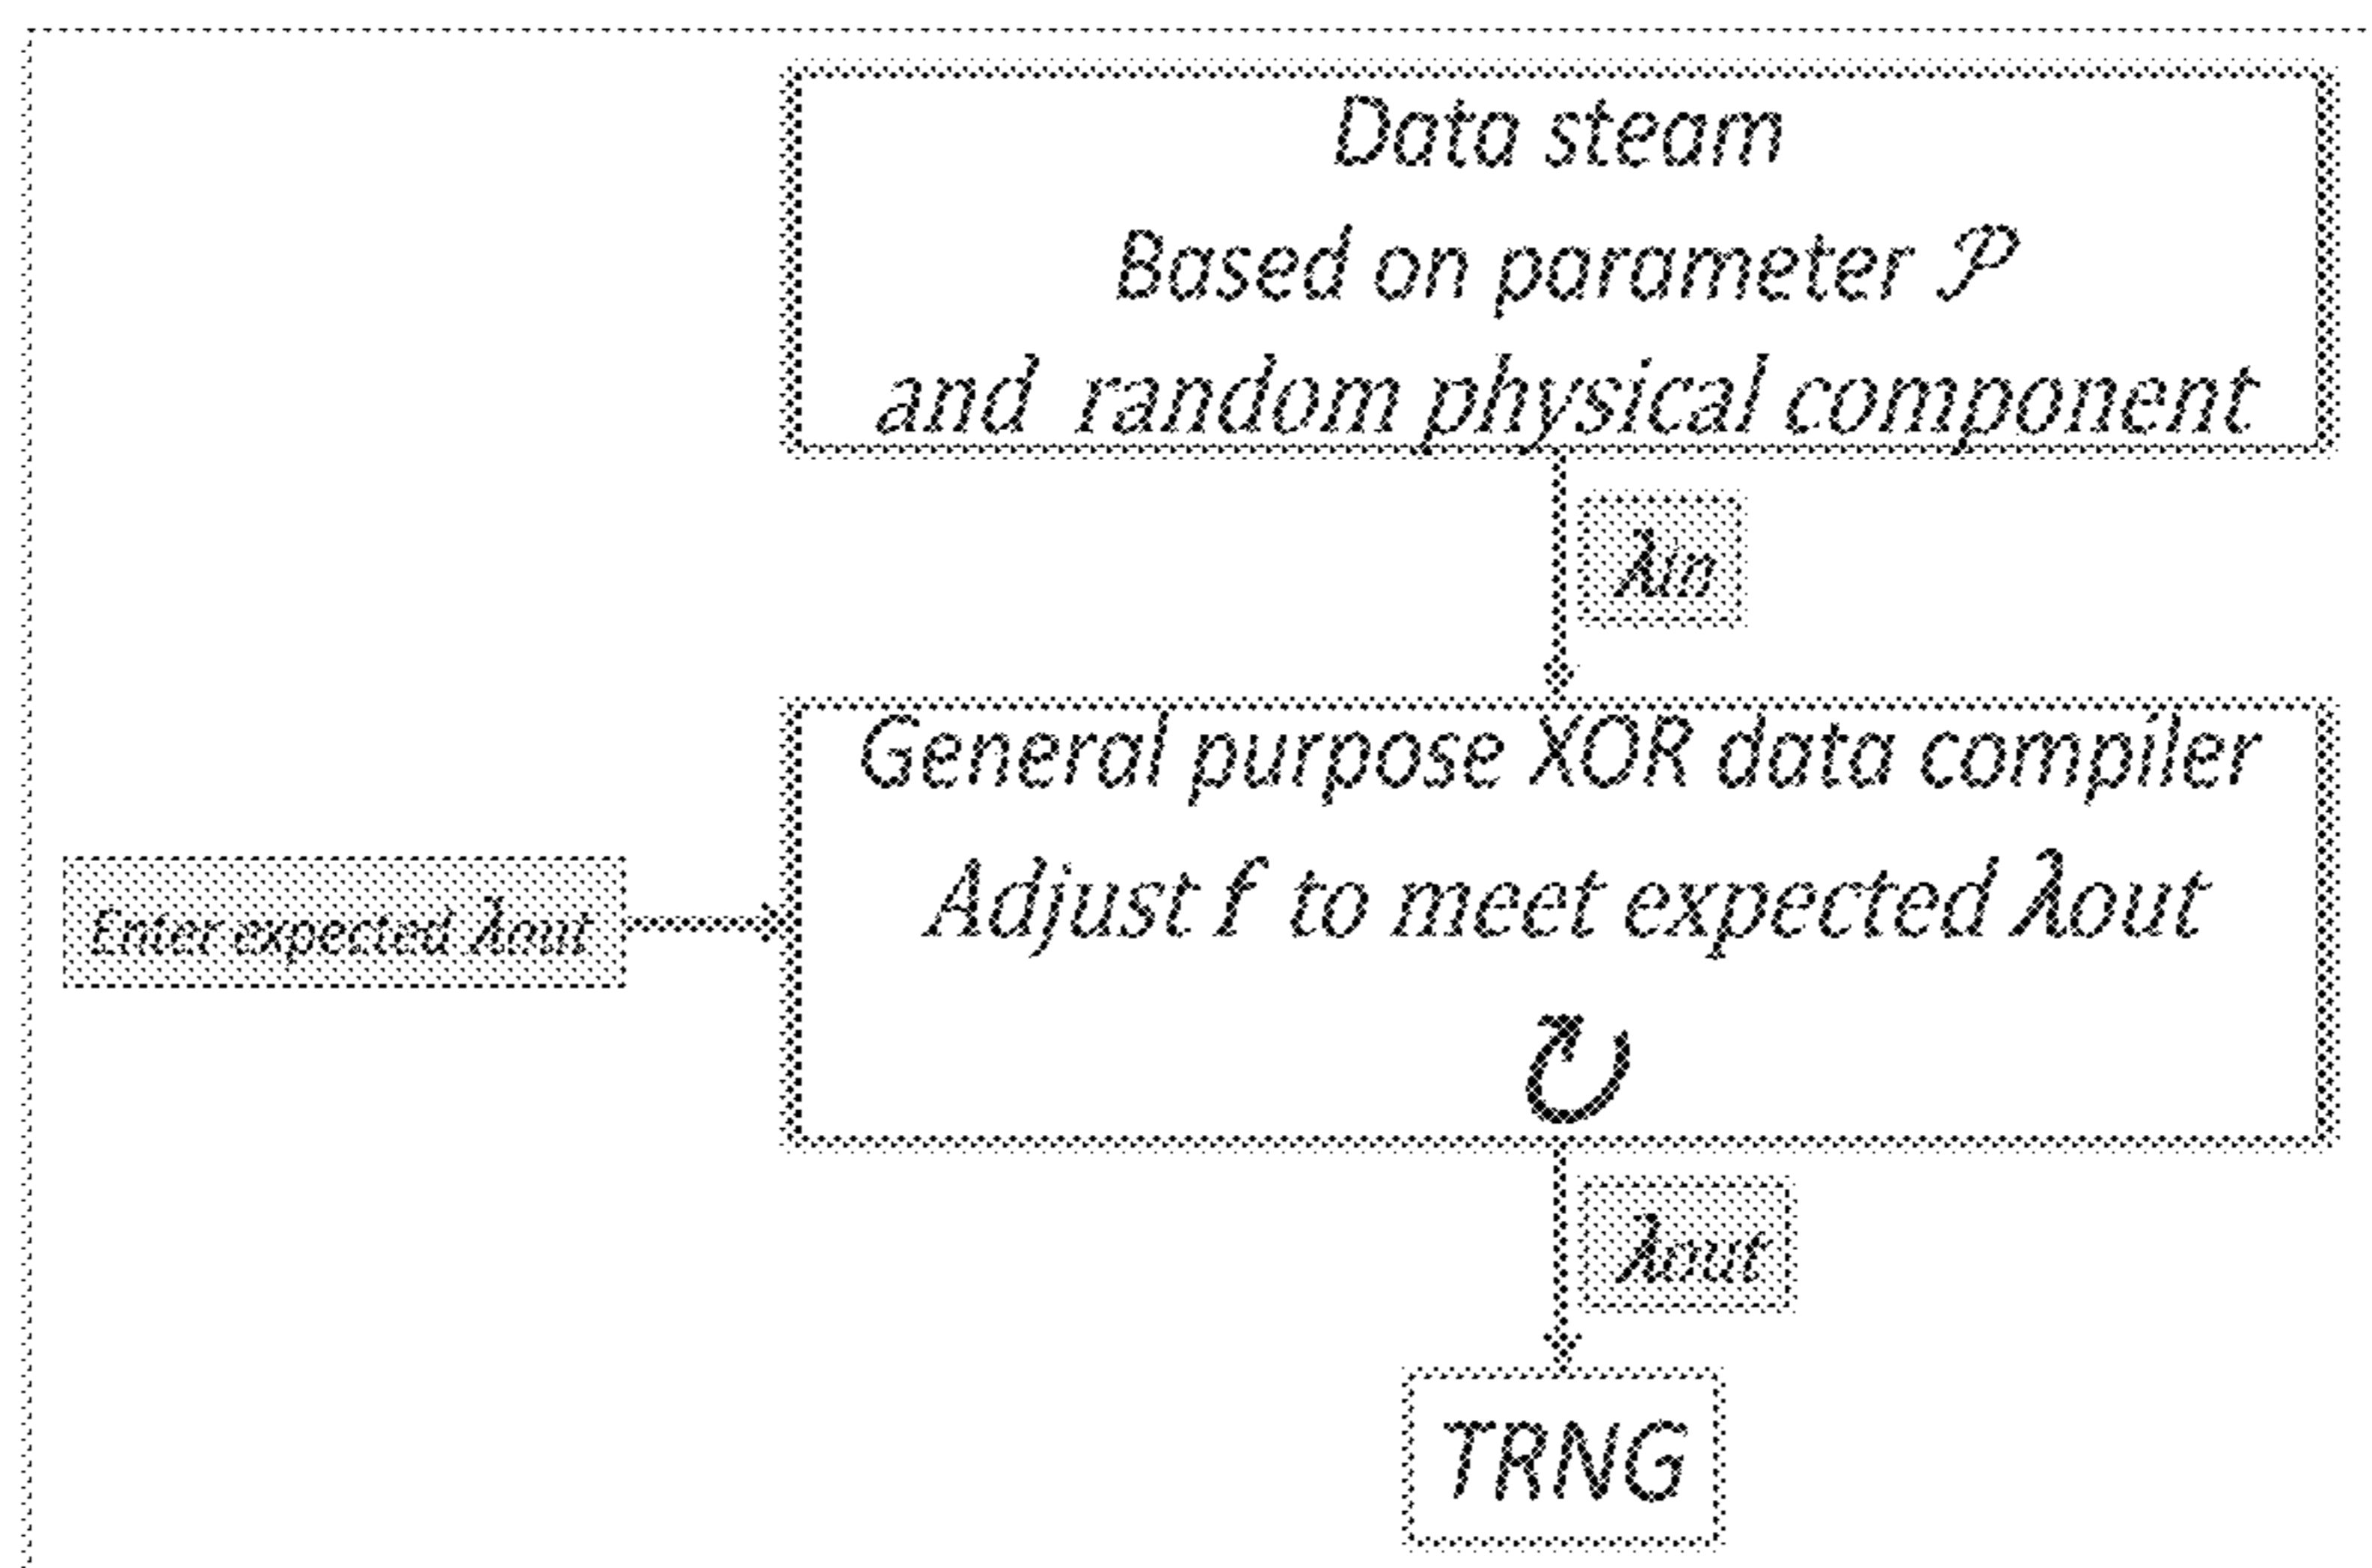 Data steam
Based on parameter 𝒫
and random physical component
λin
General purpose XOR data compiler
Adjust f to meet expected λout
Enter expected λout
↻
λout
TRNG